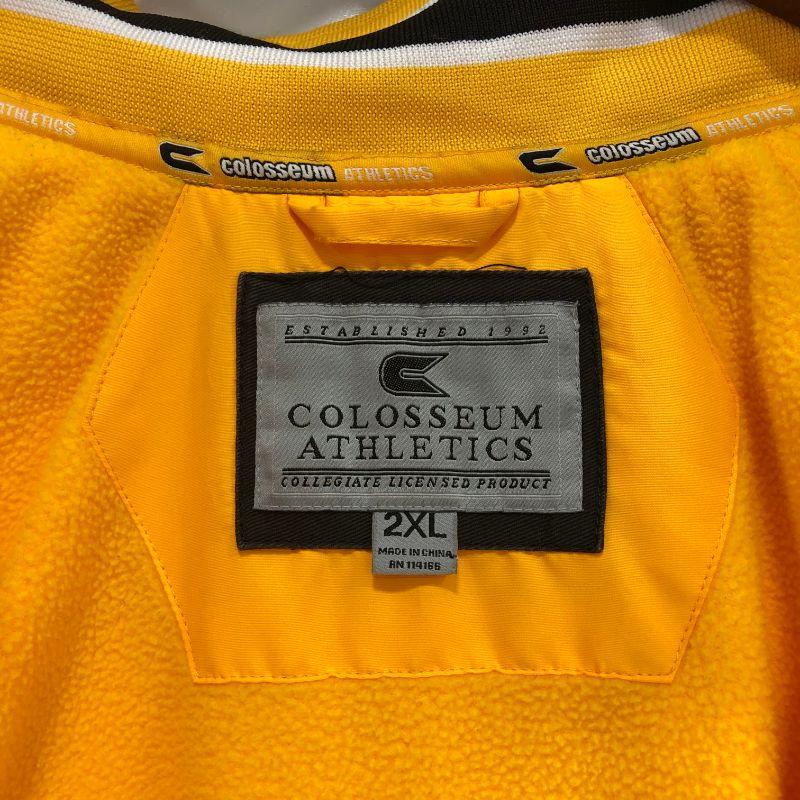 ATHLETICS
colosseum ATHLETICS
colosseum ATHLETICS
ESTABLISHED 1992
COLOSSEUM
ATHLETICS
COLLEGIATE LICENSED PRODUCT
2XL
MADE IN CHINA
RN 114166